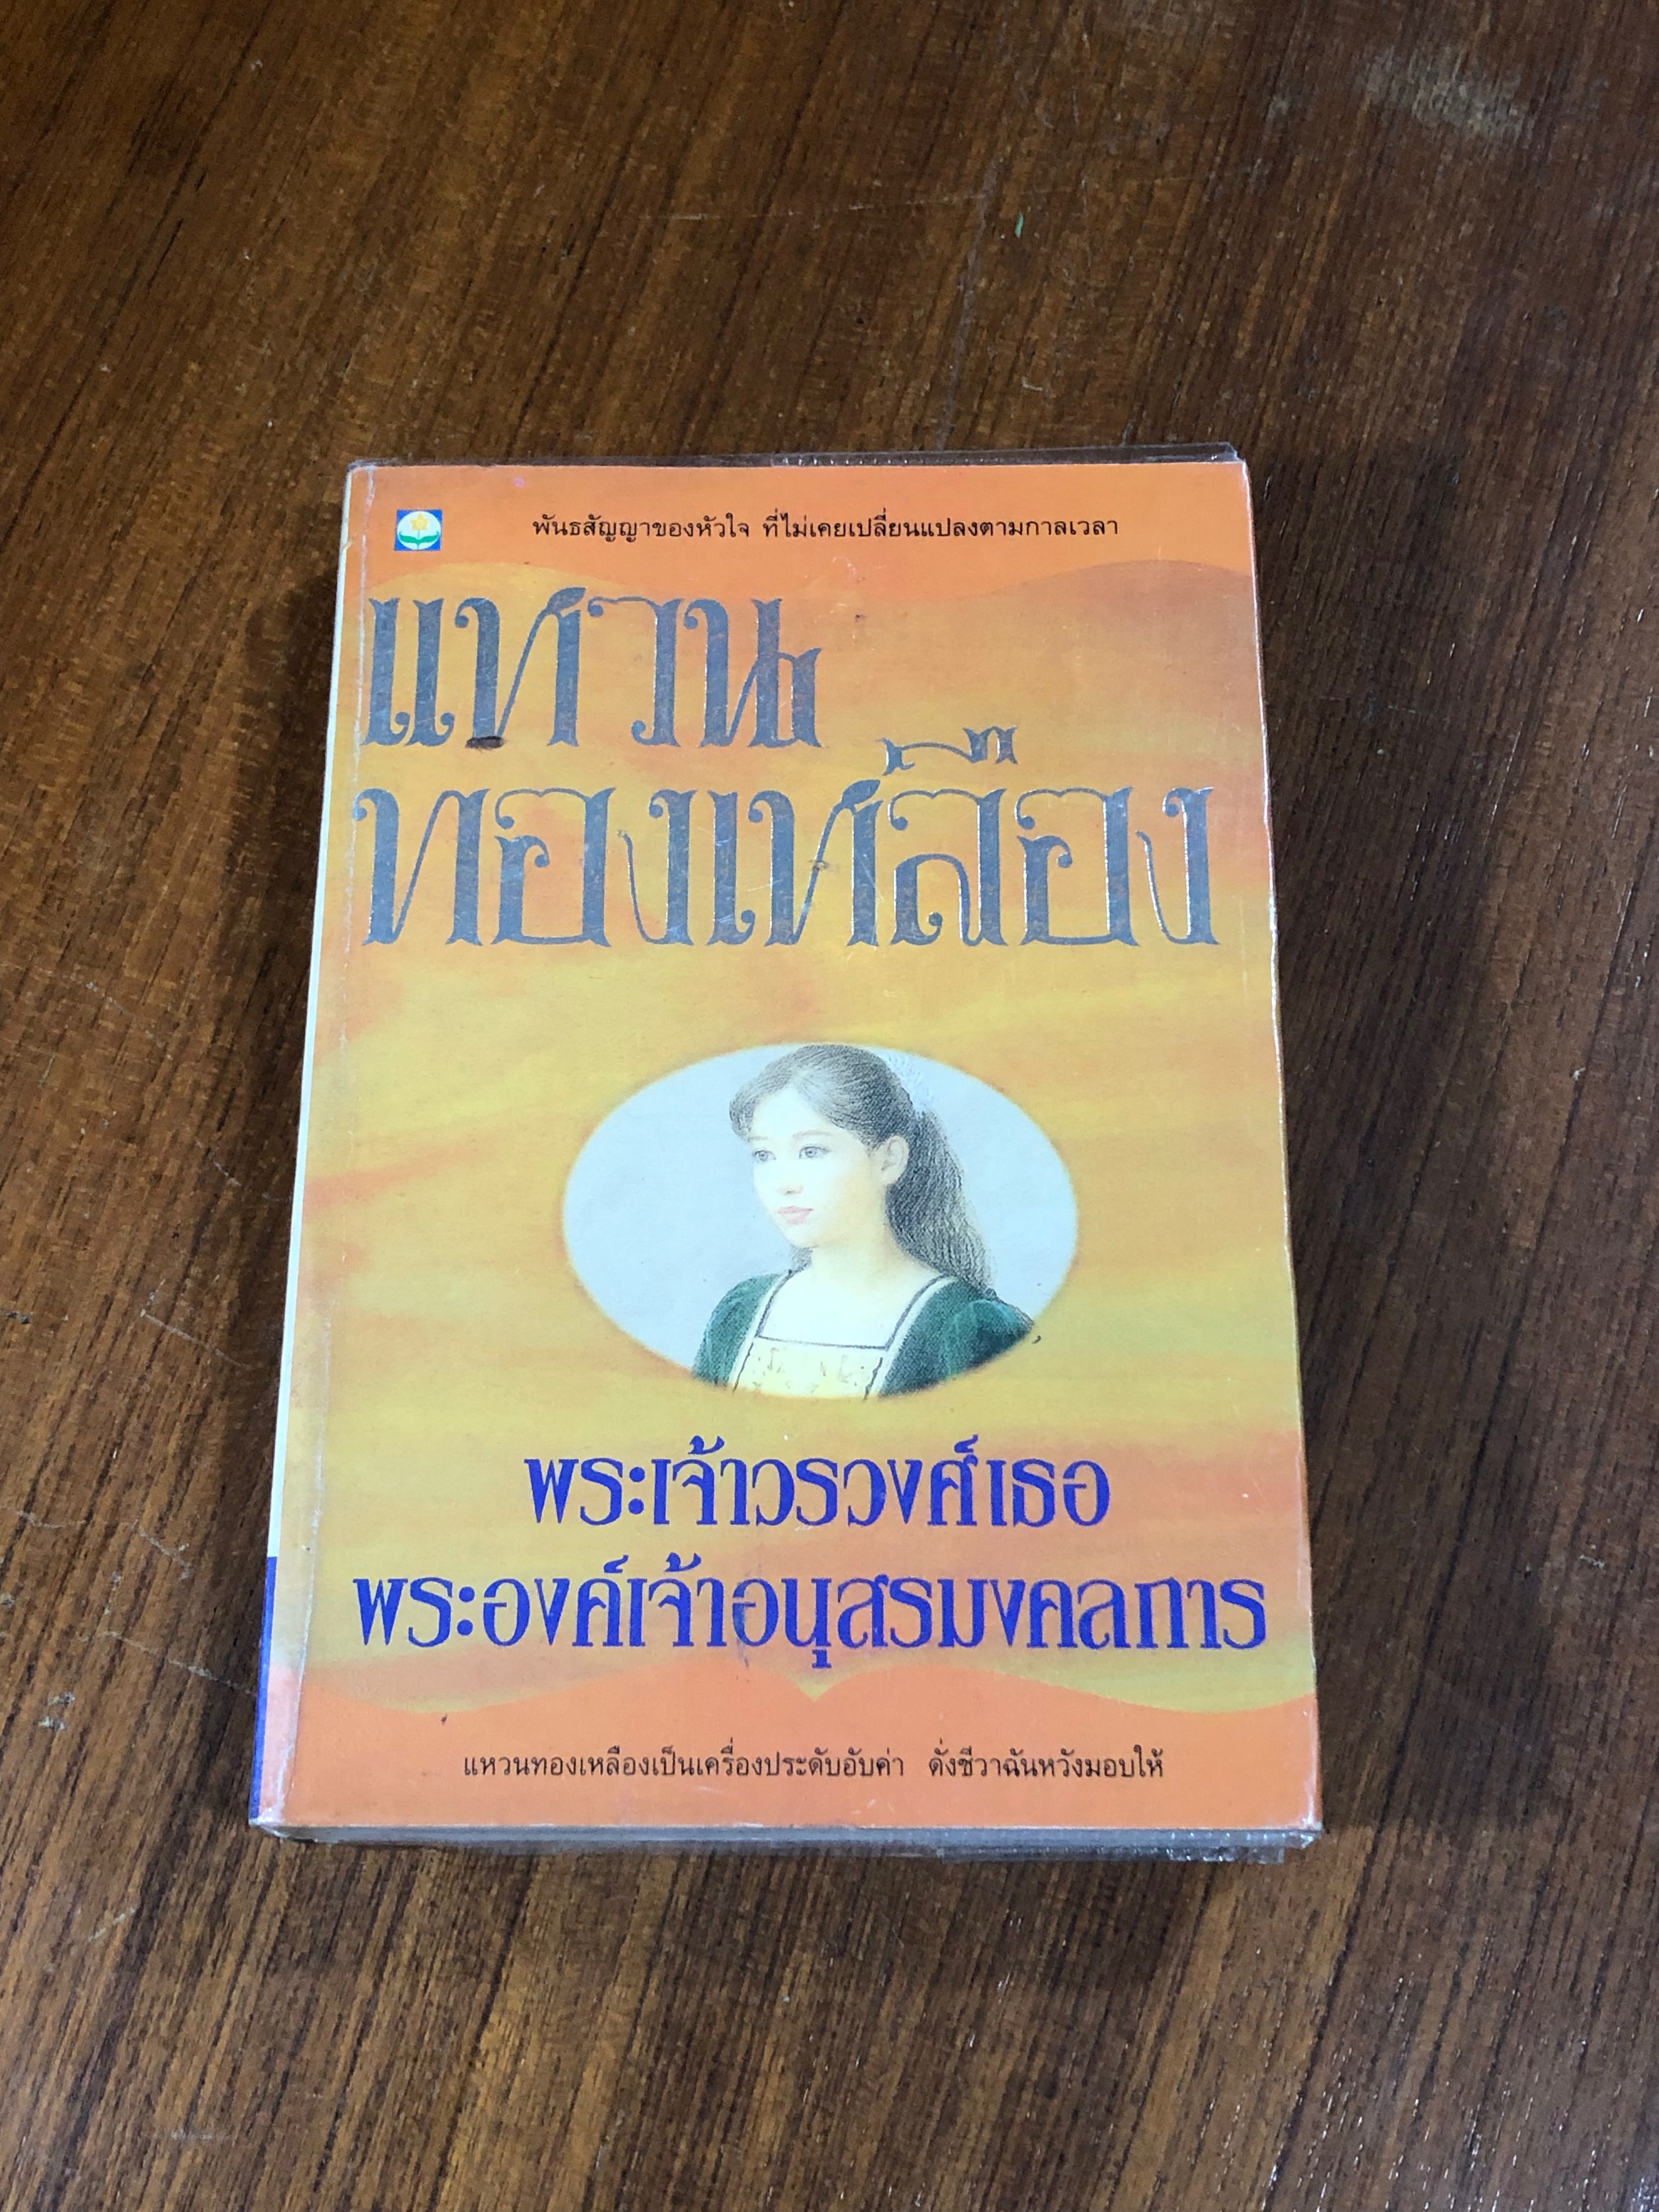 พันธสัญญาของหัวใจ ที่ไม่เคยเปลี่ยนแปลงตามกาลเวลา
แหวน
ทองเหลือง
พระเจ้าวรวงศ์เธอ
พระองค์เจ้าอนุสรมงคลการ
แหวนทองเหลืองเป็นเครื่องประดับอับค่า ดั่งชีวาฉันหวังมอบให้